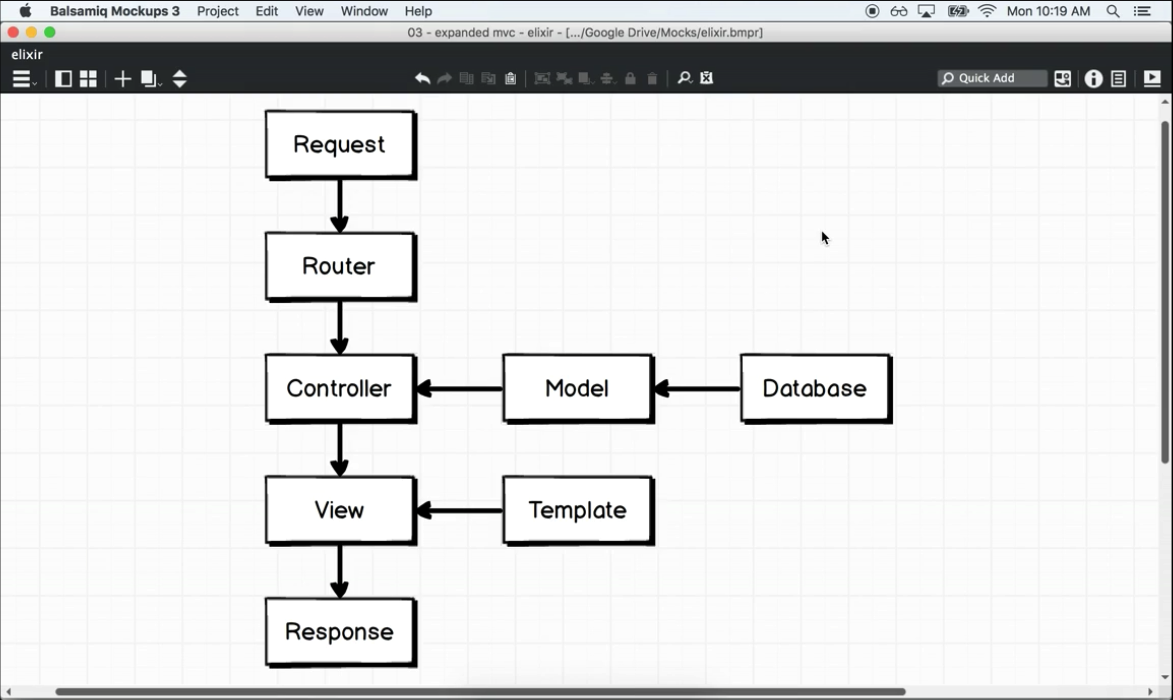 Balsamiq Mockups 3 Project Edit View Window Help Mon 10:19 AM
03 - expanded mvc - elixir - [.../Google Drive/Mocks/elixir.bmpr]
elixir
Quick Add
Request
Router
Controller Model Database
View Template
Response